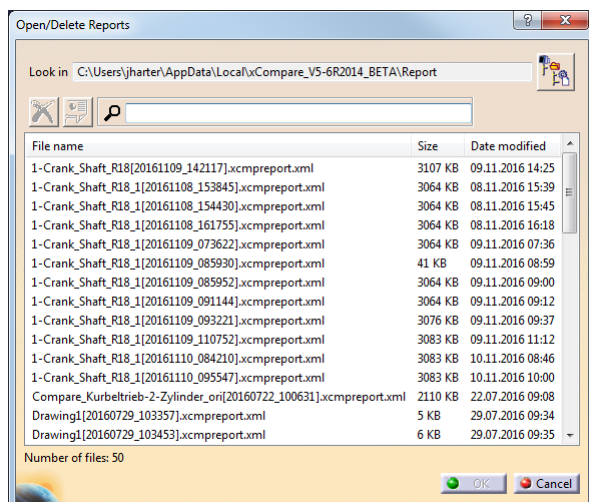 Open/Delete Reports
Look in C:\Users\jharter\AppData\Local\xCompare_V5-6R2014_BETA\Report
File name Size Date modified
1-Crank_Shaft_R18[20161109_142117].xcmpreport.xml 3107 KB 09.11.2016 14:25
1-Crank_Shaft_R18_1[20161108_153845].xcmpreport.xml 3064 KB 08.11.2016 15:39
1-Crank_Shaft_R18_1[20161108_154430].xcmpreport.xml 3064 KB 08.11.2016 15:45
1-Crank_Shaft_R18_1[20161108_161755].xcmpreport.xml 3064 KB 08.11.2016 16:18
1-Crank_Shaft_R18_1[20161109_073622].xcmpreport.xml 3064 KB 09.11.2016 07:36
1-Crank_Shaft_R18_1[20161109_085930].xcmpreport.xml 41 KB 09.11.2016 08:59
1-Crank_Shaft_R18_1[20161109_085952].xcmpreport.xml 3064 KB 09.11.2016 09:00
1-Crank_Shaft_R18_1[20161109_091144].xcmpreport.xml 3064 KB 09.11.2016 09:12
1-Crank_Shaft_R18_1[20161109_093221].xcmpreport.xml 3076 KB 09.11.2016 09:37
1-Crank_Shaft_R18_1[20161109_110752].xcmpreport.xml 3083 KB 09.11.2016 11:12
1-Crank_Shaft_R18_1[20161110_084210].xcmpreport.xml 3083 KB 10.11.2016 08:46
1-Crank_Shaft_R18_1[20161110_095547].xcmpreport.xml 3083 KB 10.11.2016 10:00
Compare_Kurbeltrieb-2-Zylinder_ori[20160722_100631].xcmpreport.xml 2110 KB 22.07.2016 09:08
Drawing1[20160729_103357].xcmpreport.xml 5 KB 29.07.2016 09:34
Drawing1[20160729_103453].xcmpreport.xml 6 KB 29.07.2016 09:35
Number of files: 50
OK Cancel